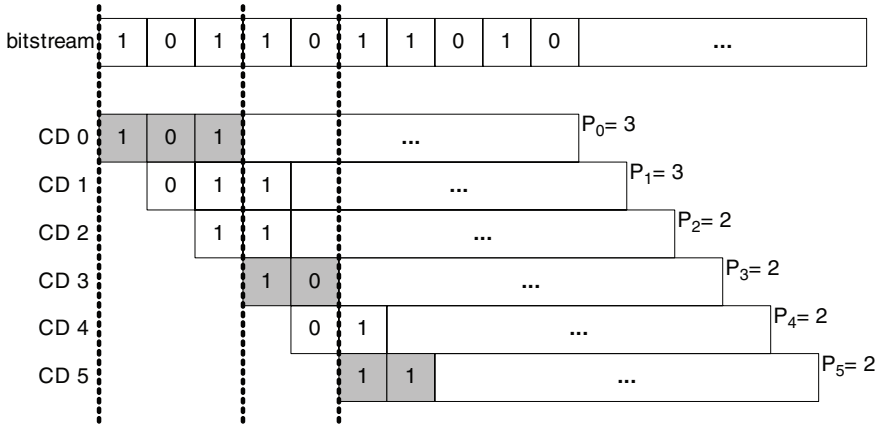 bitstream 1 0 1 1 0 1 1 0 1 0 ...
CD 0 1 0 1 ... P0= 3
CD 1 0 1 1 ... P1= 3
CD 2 1 1 ... P2= 2
CD 3 1 0 ... P3= 2
CD 4 0 1 ... P4= 2
CD 5 1 1 ... P5= 2